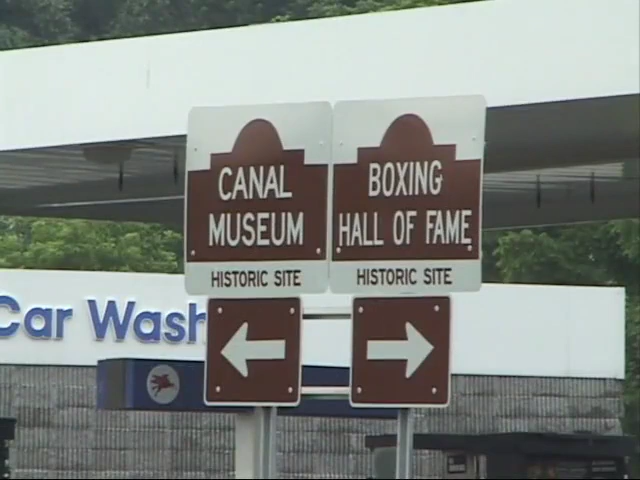 CANAL
MUSEUM
HISTORIC SITE
BOXING
HALL OF FAME
HISTORIC SITE
Car Wash